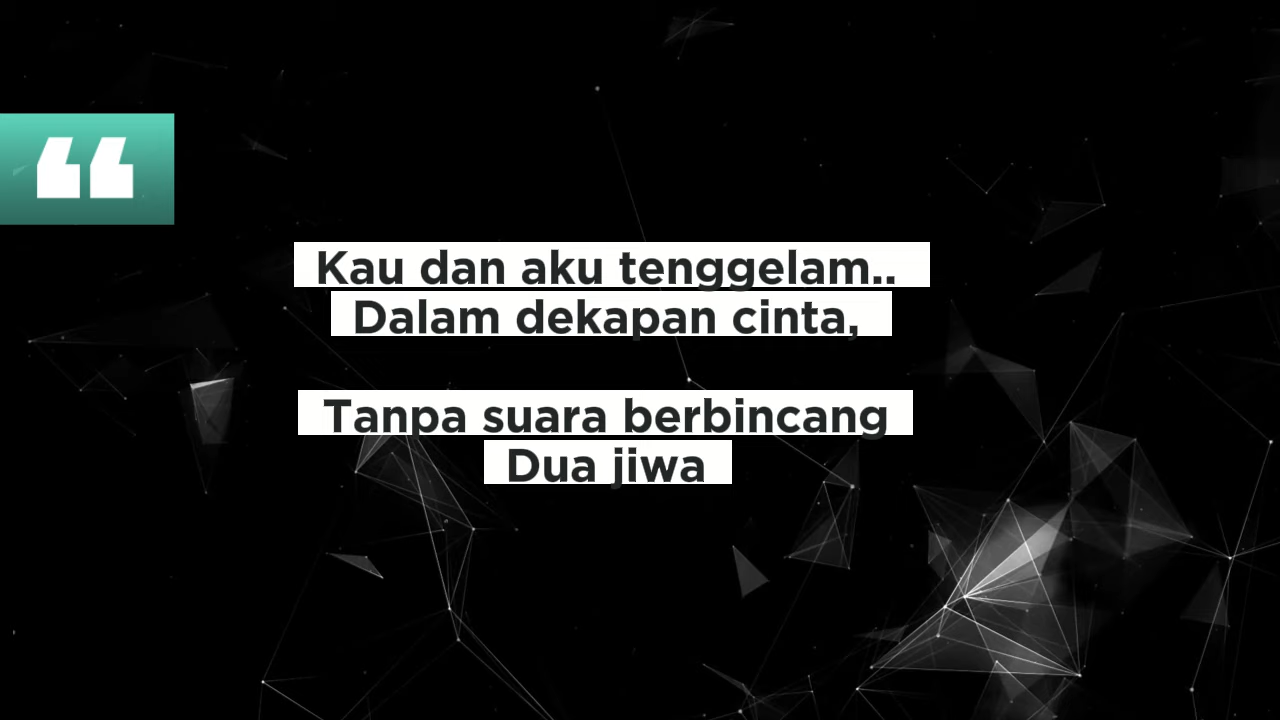 ❝
Kau dan aku tenggelam..
Dalam dekapan cinta,
Tanpa suara berbincang
Dua jiwa